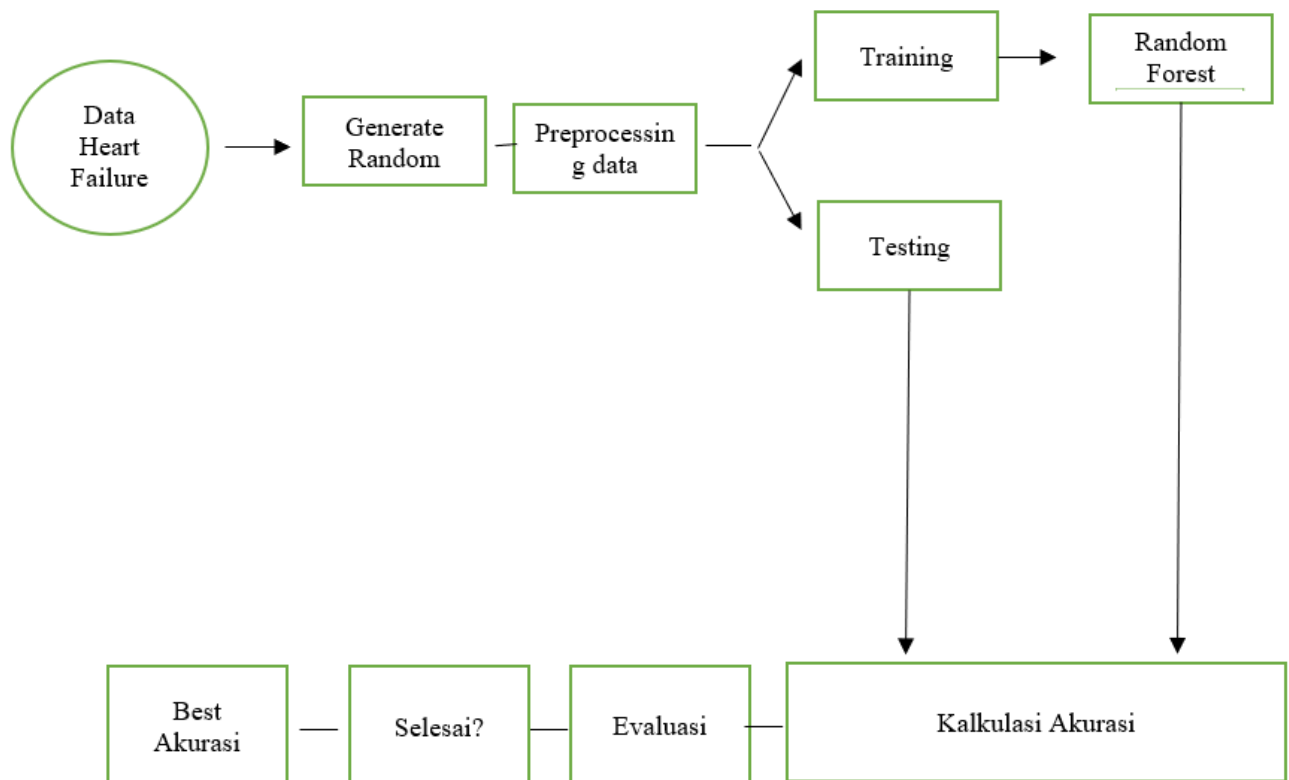 Data
Heart
Failure
Generate
Random
Preprocessin
g data
Training
Random
Forest
Testing
Best
Akurasi
Selesai?
Evaluasi
Kalkulasi Akurasi